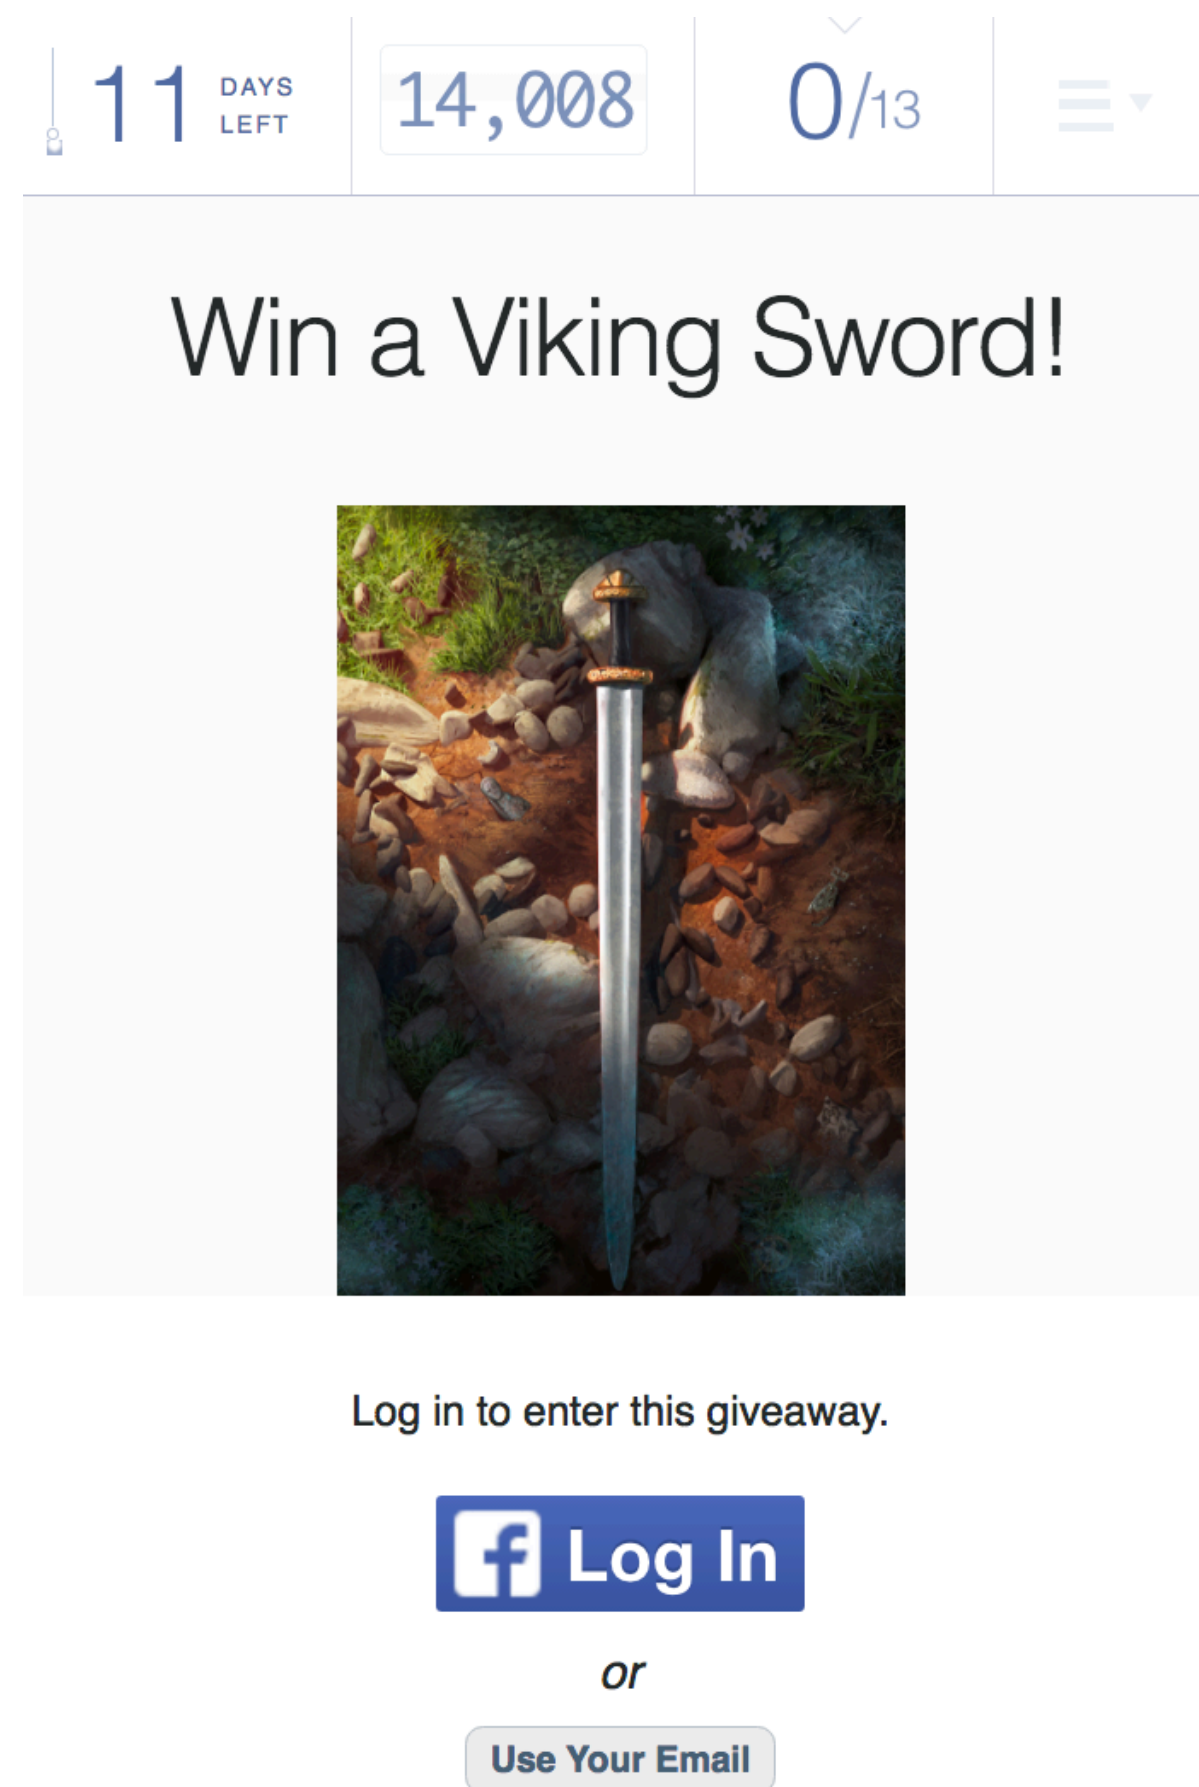 11 DAYS LEFT
14,008
0/13
Win a Viking Sword!
Log in to enter this giveaway.
f Log In
or
Use Your Email